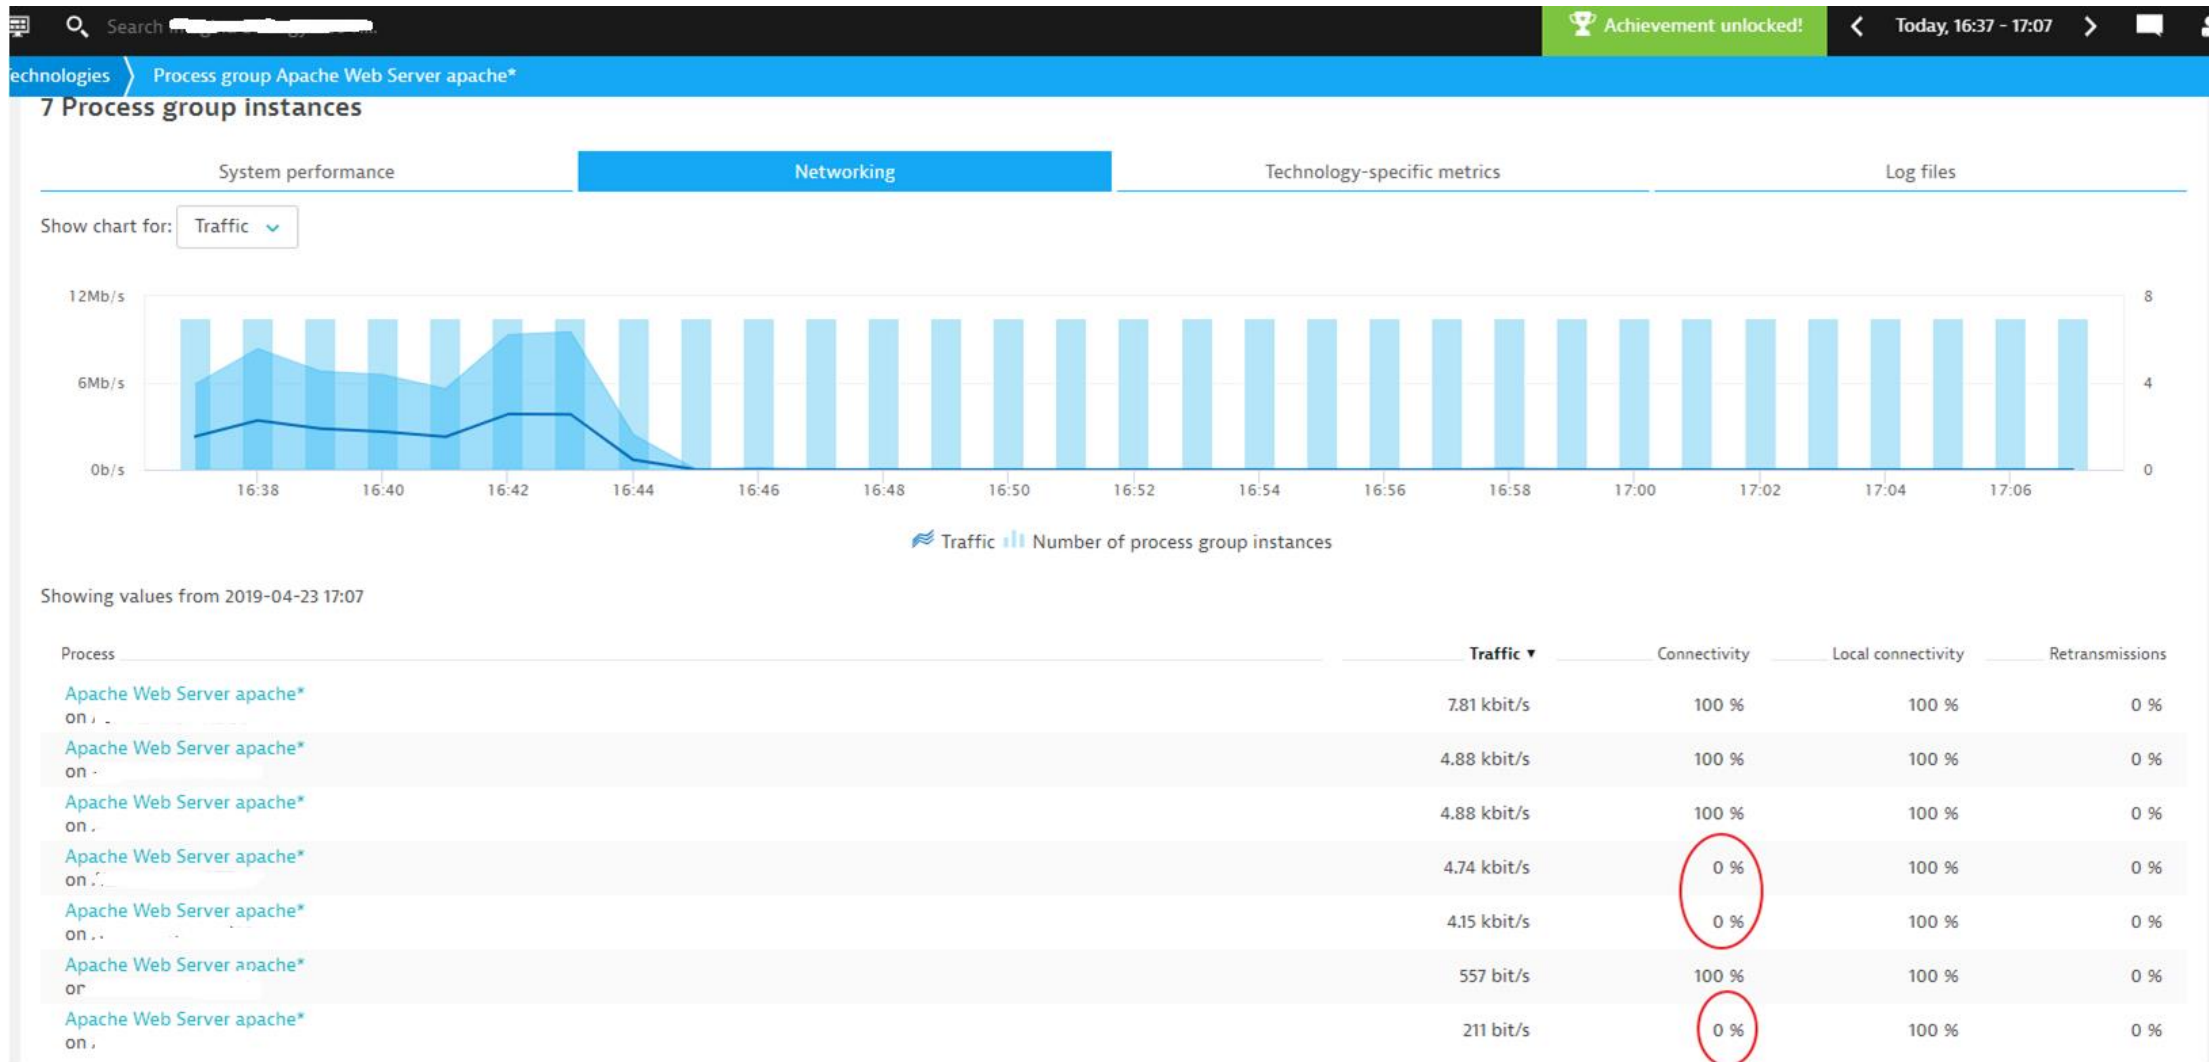 Search
Achievement unlocked!
Today, 16:37 - 17:07
echnologies
Process group Apache Web Server apache*
7 Process group instances
System performance
Networking
Technology-specific metrics
Log files
Show chart for:
Traffic
12Mb/s
6Mb/s
0b/s
8
4
0
16:38 16:40 16:42 16:44 16:46 16:48 16:50 16:52 16:54 16:56 16:58 17:00 17:02 17:04 17:06
Traffic Number of process group instances
Showing values from 2019-04-23 17:07
Process Traffic ▼ Connectivity Local connectivity Retransmissions
Apache Web Server apache*
on
7.81 kbit/s 100 % 100 % 0 %
Apache Web Server apache*
on
4.88 kbit/s 100 % 100 % 0 %
Apache Web Server apache*
on
4.88 kbit/s 100 % 100 % 0 %
Apache Web Server apache*
on
4.74 kbit/s 0 % 100 % 0 %
Apache Web Server apache*
on
4.15 kbit/s 0 % 100 % 0 %
Apache Web Server apache*
or
557 bit/s 100 % 100 % 0 %
Apache Web Server apache*
on
211 bit/s 0 % 100 % 0 %